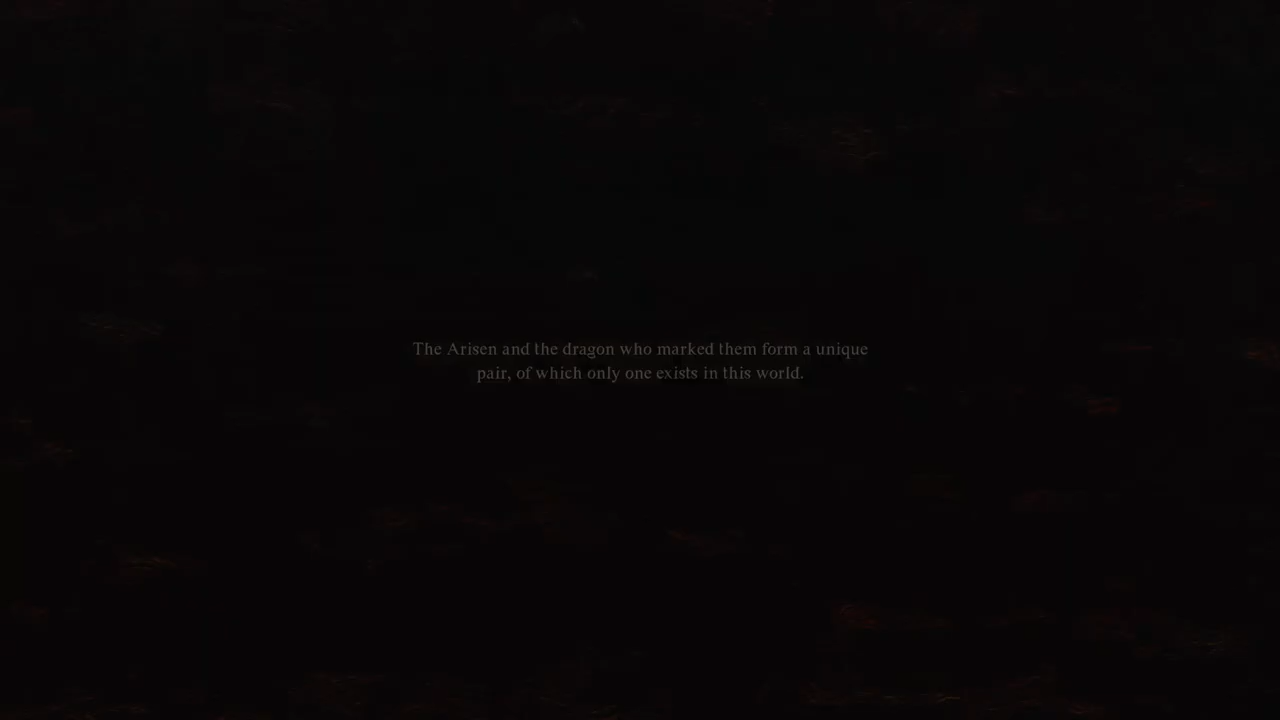 The Arisen and the dragon who marked them form a unique
pair, of which only one exists in this world.